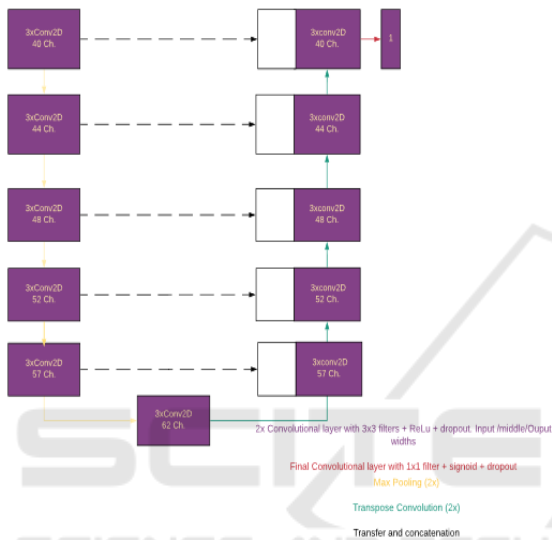 3xConv2D
40 Ch.
3xconv2D
40 Ch.
1
3xConv2D
44 Ch.
3xconv2D
44 Ch.
3xConv2D
48 Ch.
3xconv2D
48 Ch.
3xConv2D
52 Ch.
3xconv2D
52 Ch.
3xConv2D
57 Ch.
3xconv2D
57 Ch.
3xConv2D
62 Ch.
2x Convolutional layer with 3x3 filters + ReLu + dropout. Input /middle/Ouput
widths
Final Convolutional layer with 1x1 filter + signoid + dropout
Max Pooling (2x)
Transpose Convolution (2x)
Transfer and concatenation